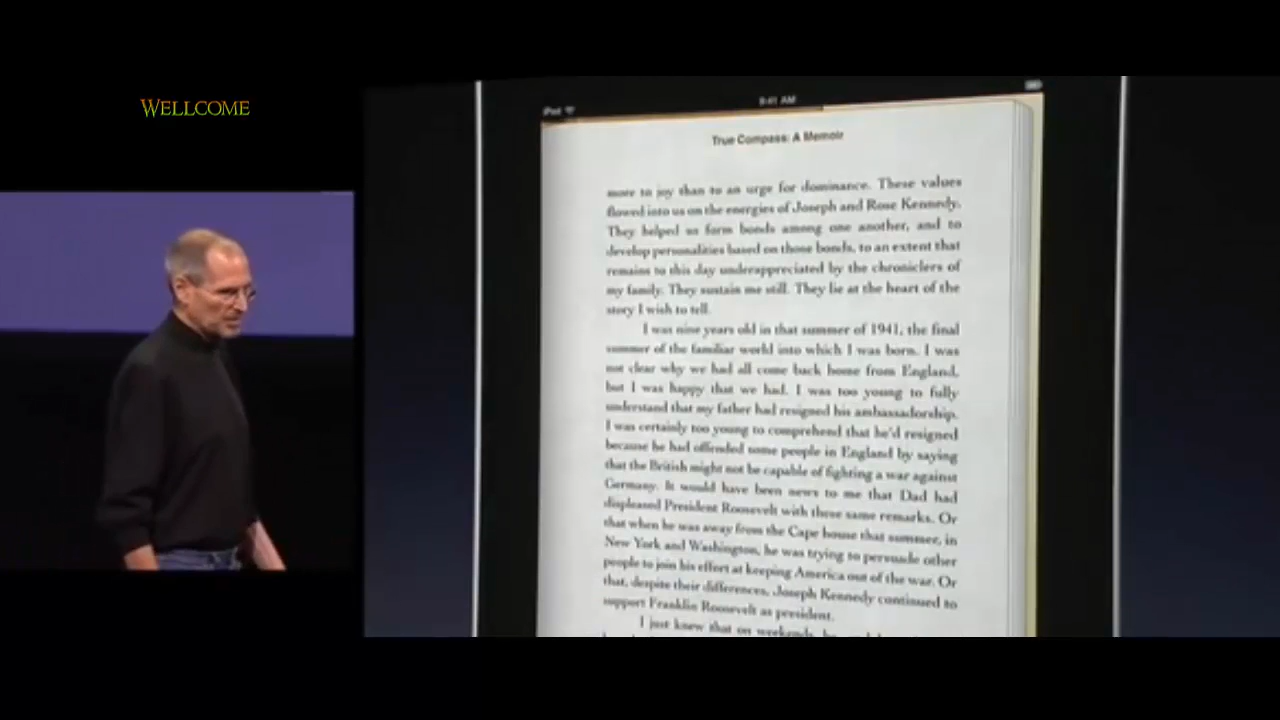 WELLCOME
iPad
9:41 AM
True Compass: A Memoir
more to joy than to an urge for dominance. These values
flowed into us on the energies of Joseph and Rose Kennedy.
They helped us form bonds among one another, and to
develop personalities based on those bonds, to an extent that
remains to this day underappreciated by the chroniclers of
my family. They sustain me still. They lie at the heart of the
story I wish to tell.
I was nine years old in that summer of 1941, the final
summer of the familiar world into which I was born. I was
not clear why we had all come back home from England,
but I was happy that we had. I was too young to fully
understand that my father had resigned his ambassadorship.
I was certainly too young to comprehend that he'd resigned
because he had offended some people in England by saying
that the British might not be capable of fighting a war against
Germany. It would have been news to me that Dad had
displeased President Roosevelt with these same remarks. Or
that when he was away from the Cape house that summer, in
New York and Washington, he was trying to persuade other
people to join his effort at keeping America out of the war. Or
that, despite their differences, Joseph Kennedy continued to
support Franklin Roosevelt as president.
I just knew that on weekends,